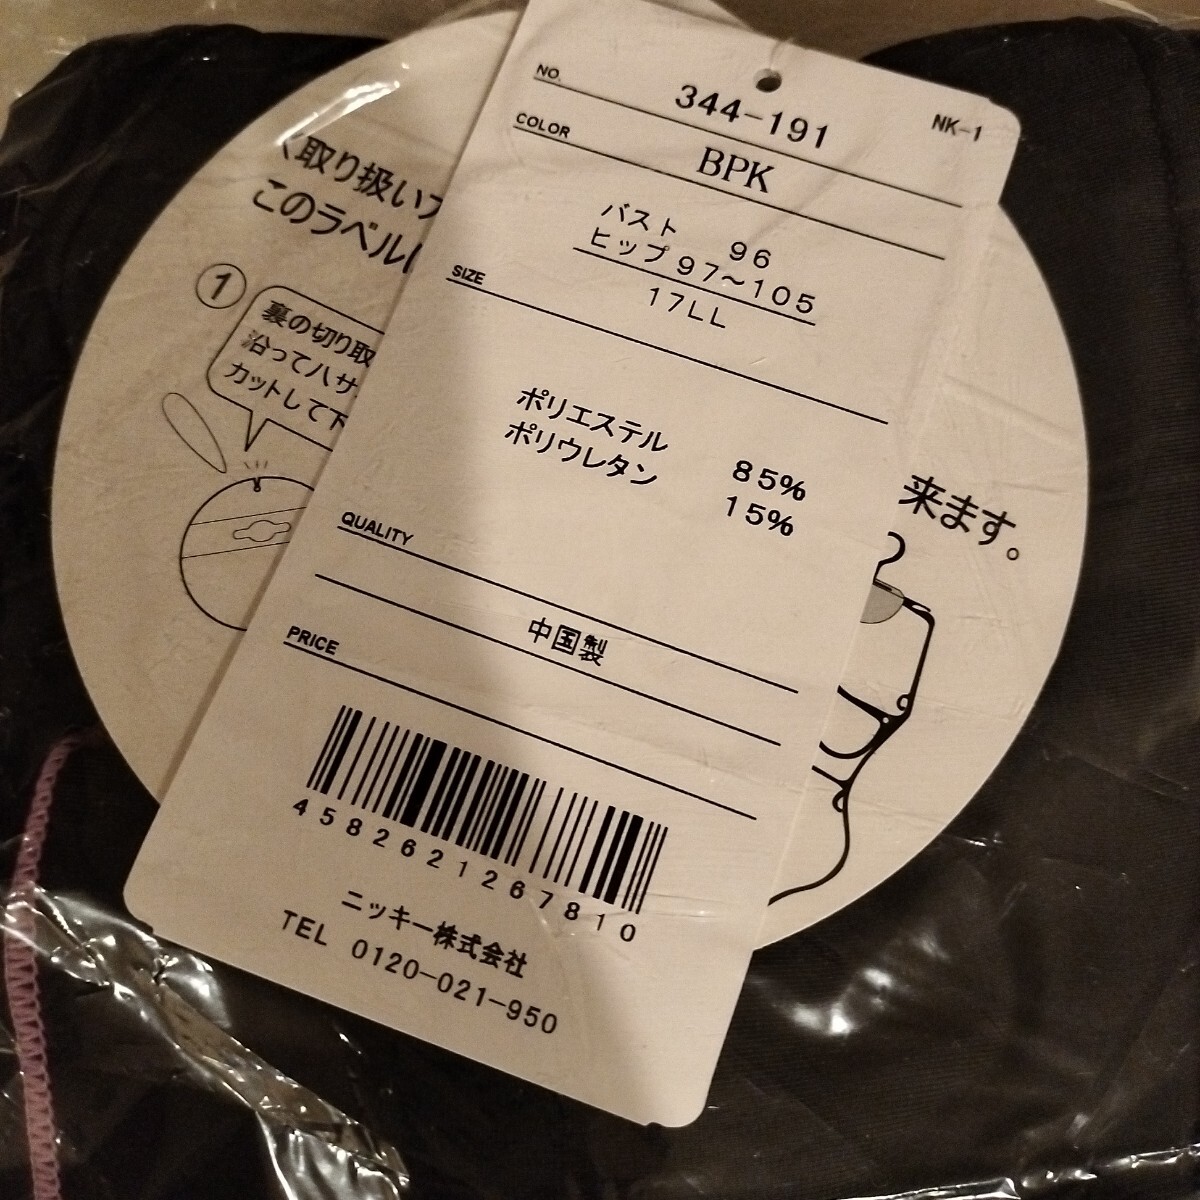 NO.
344-191
NK-1
COLOR
BPK
バスト 96
ヒップ 97〜105
SIZE
17LL
ポリエステル 85%
ポリウレタン 15%
QUALITY
中国製
PRICE
4582621267810
ニッキー株式会社
TEL 0120-021-950
〈取り扱い
このラベル
①
裏の切り取
沿ってハサ
カットして下
来ます。